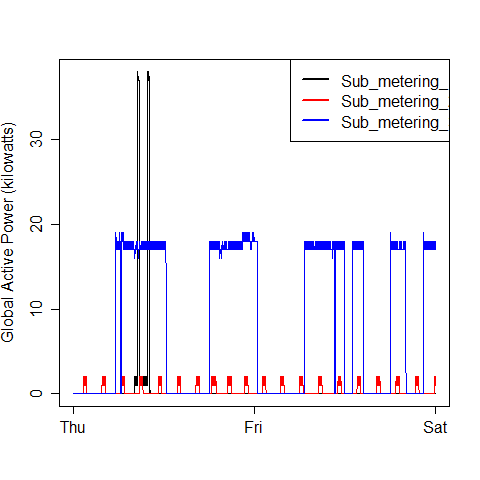 Sub_metering_
Sub_metering_
Sub_metering_
Global Active Power (kilowatts)
30
20
10
0
Thu Fri Sat